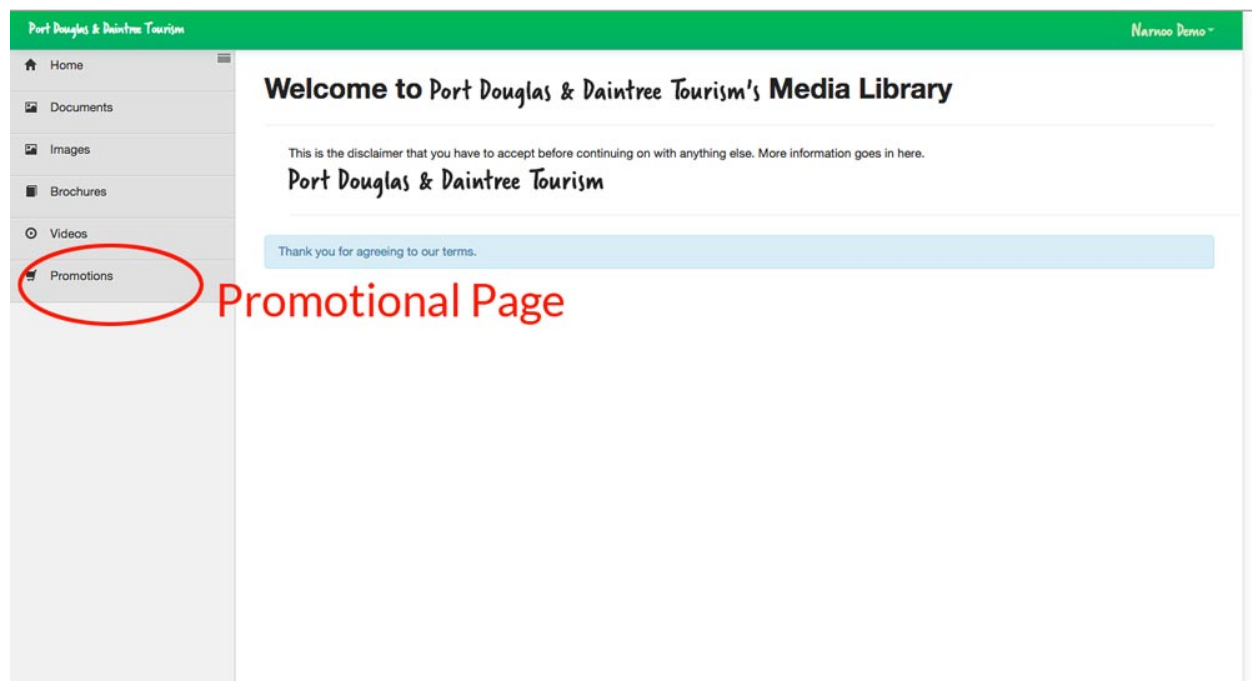 Port Douglas & Daintree Tourism
Narnoo Demo
Home
Documents
Images
Brochures
Videos
Promotions
Welcome to Port Douglas & Daintree Tourism's Media Library
This is the disclaimer that you have to accept before continuing on with anything else. More information goes in here.
Port Douglas & Daintree Tourism
Thank you for agreeing to our terms.
Promotional Page